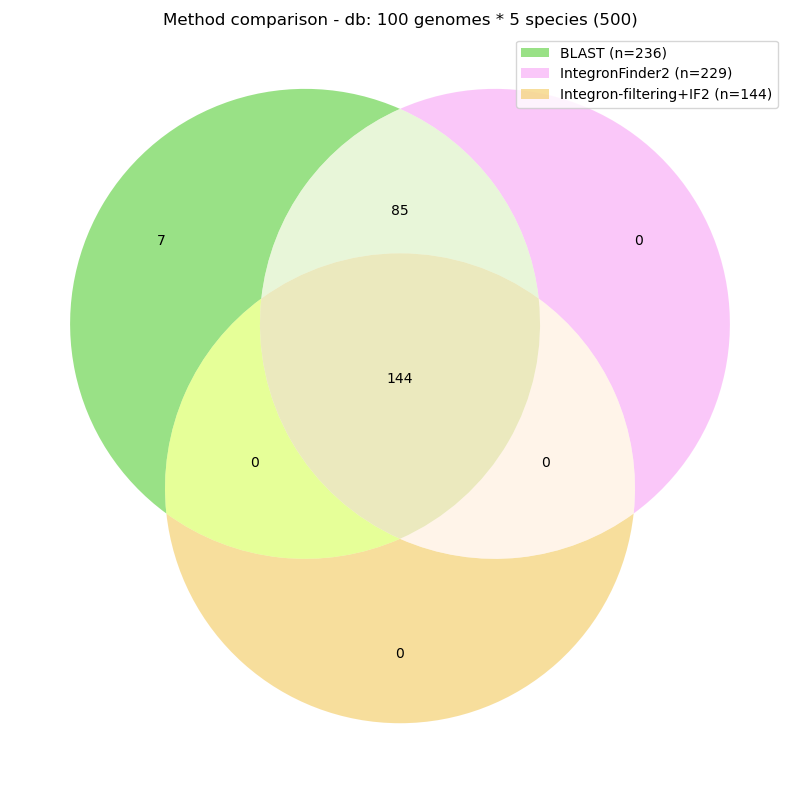 Method comparison - db: 100 genomes * 5 species (500)
BLAST (n=236)
IntegronFinder2 (n=229)
Integron-filtering+IF2 (n=144)
85
7
0
144
0
0
0